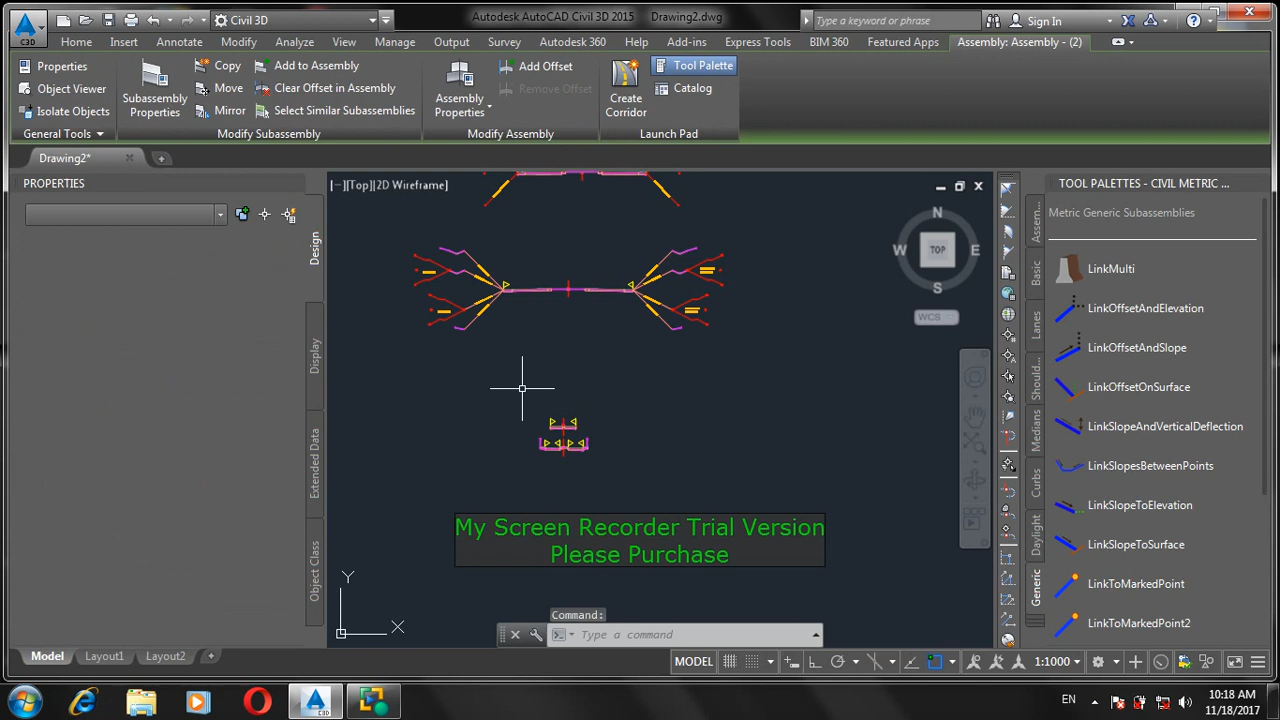 Civil 3D
Autodesk AutoCAD Civil 3D 2015 Drawing2.dwg
Type a keyword or phrase
Sign In
C3D
Home Insert Annotate Modify Analyze View Manage Output Survey Autodesk 360 Help Add-ins Express Tools BIM 360 Featured Apps Assembly: Assembly - (2)
Properties
Object Viewer
Isolate Objects
General Tools
Subassembly
Properties
Copy
Move
Mirror
Add to Assembly
Clear Offset in Assembly
Select Similar Subassemblies
Modify Subassembly
Assembly
Properties
Add Offset
Remove Offset
Modify Assembly
Create
Corridor
Tool Palette
Catalog
Launch Pad
Drawing2*
PROPERTIES
Design
Display
Extended Data
Object Class
[−][Top][2D Wireframe]
N
W TOP E
S
WCS
My Screen Recorder Trial Version
Please Purchase
Y
X
Command:
Type a command
TOOL PALETTES - CIVIL METRIC ...
Metric Generic Subassemblies
LinkMulti
LinkOffsetAndElevation
LinkOffsetAndSlope
LinkOffsetOnSurface
LinkSlopeAndVerticalDeflection
LinkSlopesBetweenPoints
LinkSlopeToElevation
LinkSlopeToSurface
LinkToMarkedPoint
LinkToMarkedPoint2
Assem...
Basic
Lanes
Should...
Medians
Curbs
Daylight
Generic
Model Layout1 Layout2
MODEL
1:1000
EN
10:18 AM
11/18/2017